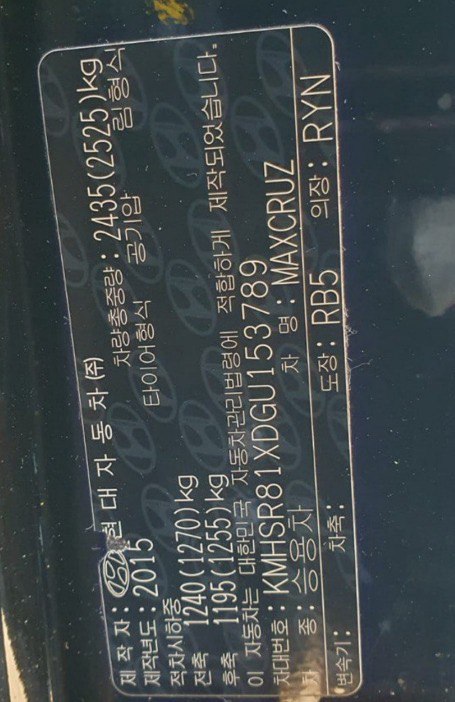 제 작 자: 현 대 자 동 차 (주)
제작년도: 2015 차량총중량: 2435(2525)kg
적차시하중 타이어형식 공기압 림 형식
전축 1240(1270)kg
후축 1195(1255)kg
이 자동차는 대한민국 자동차관리법령에 적합하게 제작되었습니다.
차대번호: KMHSR81XDGU153789
차 종: 승용차 차 명: MAXCRUZ
변속기: 차축: 도장: RB5 의장: RYN